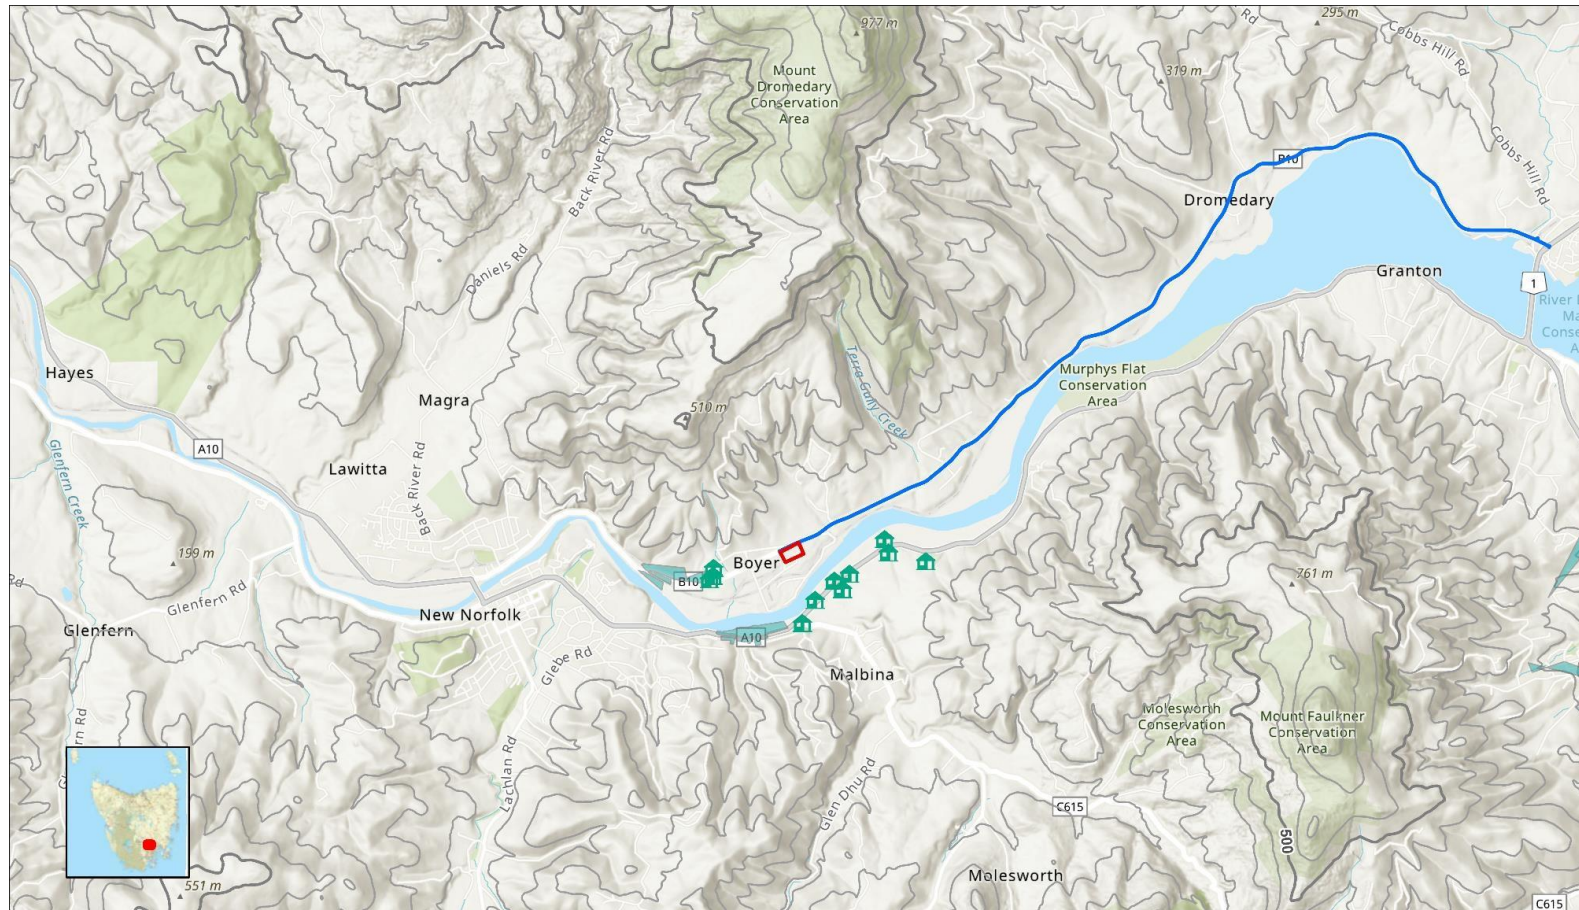 977 m
295 m
Cobbs Hill Rd
Mount
Dromedary
Conservation
Area
319 m
Back River Rd
Cobbs Hill Rd
B10
Dromedary
Daniels Rd
Granton
1
Hayes
Terra Gully Creek
Murphys Flat
Conservation
Area
Magra
510 m
A10
Lawitta
Back River Rd
Glenfern Creek
199 m
Boyer
B10
761 m
Glenfern Rd
New Norfolk
Glenfern
A10
Glebe Rd
Malbina
Molesworth
Conservation
Area
Mount Faulkner
Conservation
Area
Lachlan Rd
Glen Dhu Rd
C615
500
Molesworth
551 m
C615